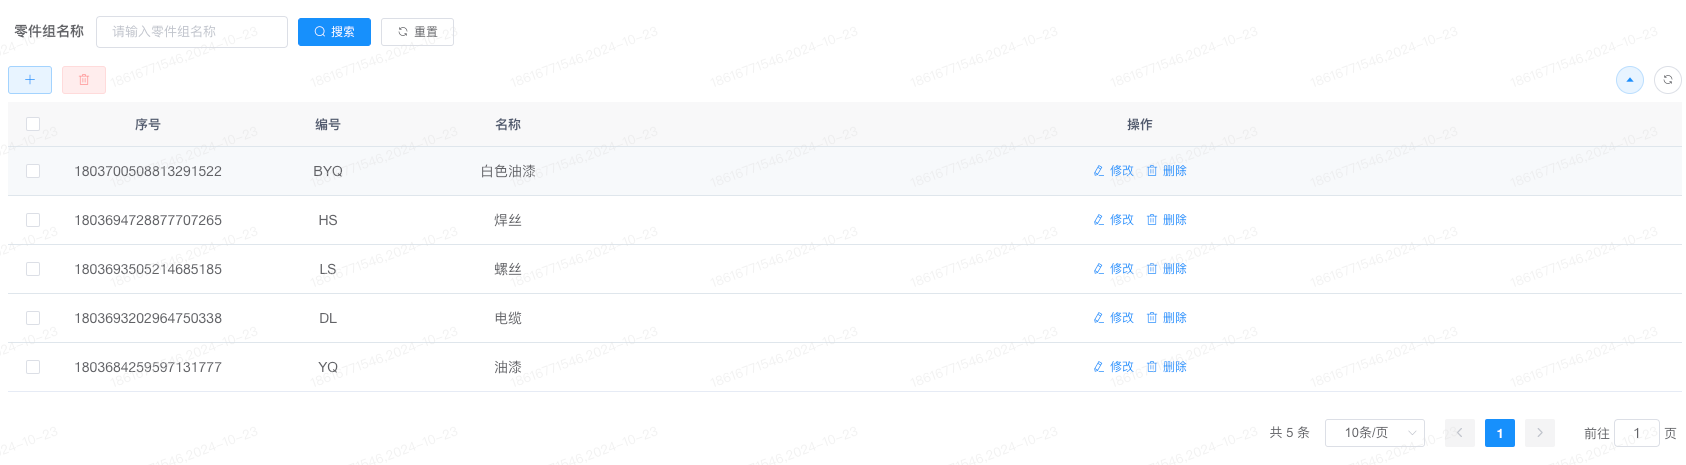 零件组名称 请输入零件组名称 搜索 重置
序号 编号 名称 操作
1803700508813291522 BYQ 白色油漆 修改 删除
1803694728877707265 HS 焊丝 修改 删除
1803693505214685185 LS 螺丝 修改 删除
1803693202964750338 DL 电缆 修改 删除
1803684259597131777 YQ 油漆 修改 删除
共 5 条 10条/页 1 前往 1 页
18616771546,2024-10-23